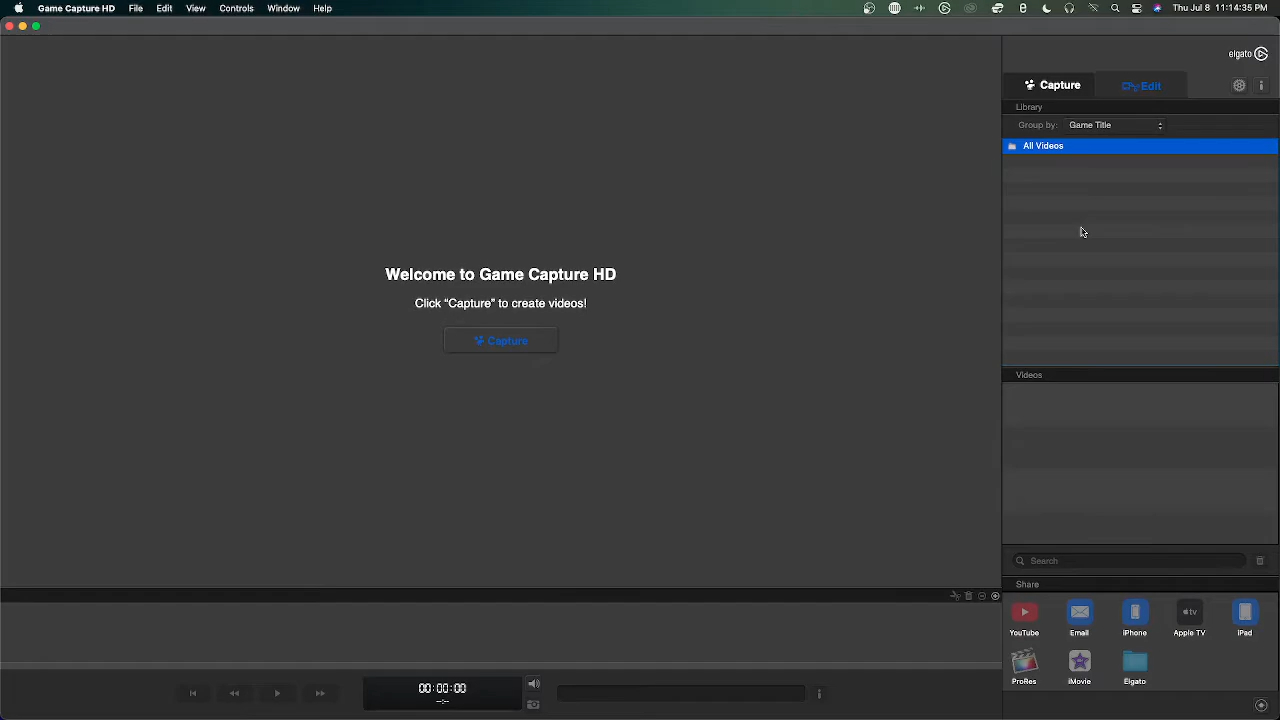 Game Capture HD File Edit View Controls Window Help Thu Jul 8 11:14:35 PM
elgato
Capture Edit
Library
Group by: Game Title
All Videos
Welcome to Game Capture HD
Click “Capture” to create videos!
Capture
Videos
Search
Share
YouTube Email iPhone Apple TV iPad
tv
ProRes iMovie Elgato
00:00:00
--:--